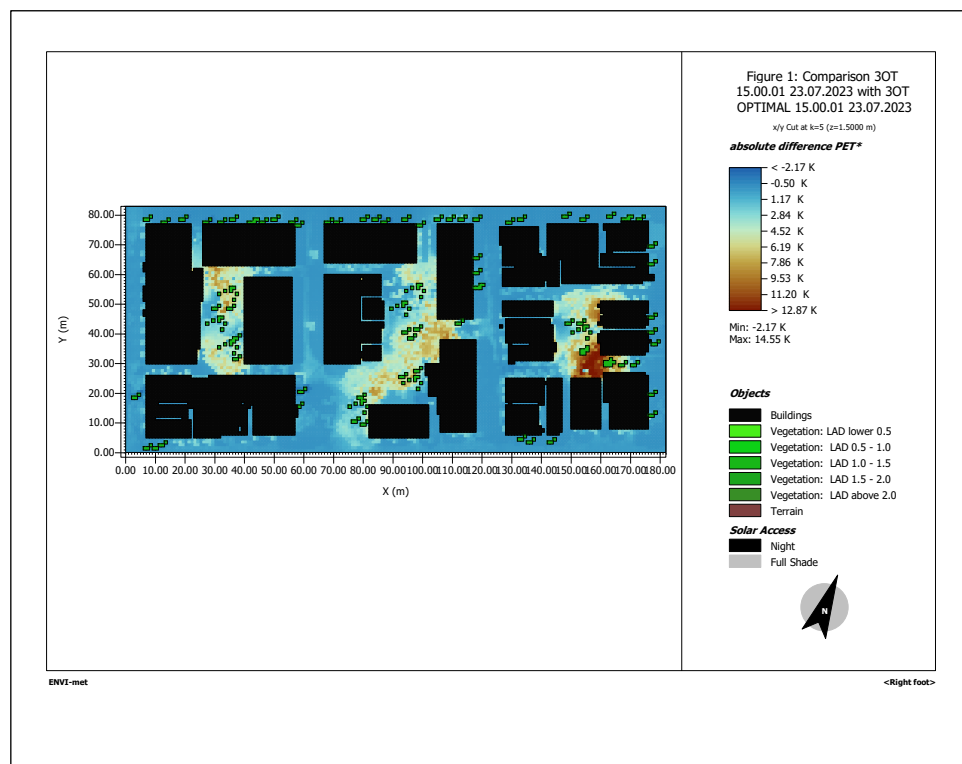 Figure 1: Comparison 3OT
15.00.01 23.07.2023 with 3OT
OPTIMAL 15.00.01 23.07.2023
x/y Cut at k=5 (z=1.5000 m)
absolute difference PET*
< -2.17 K
-0.50 K
1.17 K
2.84 K
4.52 K
6.19 K
7.86 K
9.53 K
11.20 K
> 12.87 K
Min: -2.17 K
Max: 14.55 K
Objects
Buildings
Vegetation: LAD lower 0.5
Vegetation: LAD 0.5 - 1.0
Vegetation: LAD 1.0 - 1.5
Vegetation: LAD 1.5 - 2.0
Vegetation: LAD above 2.0
Terrain
Solar Access
Night
Full Shade
N
80.00
70.00
60.00
50.00
40.00
30.00
20.00
10.00
0.00
Y (m)
0.00 10.00 20.00 30.00 40.00 50.00 60.00 70.00 80.00 90.00 100.00 110.00 120.00 130.00 140.00 150.00 160.00 170.00 180.00
X (m)
ENVI-met
<Right foot>